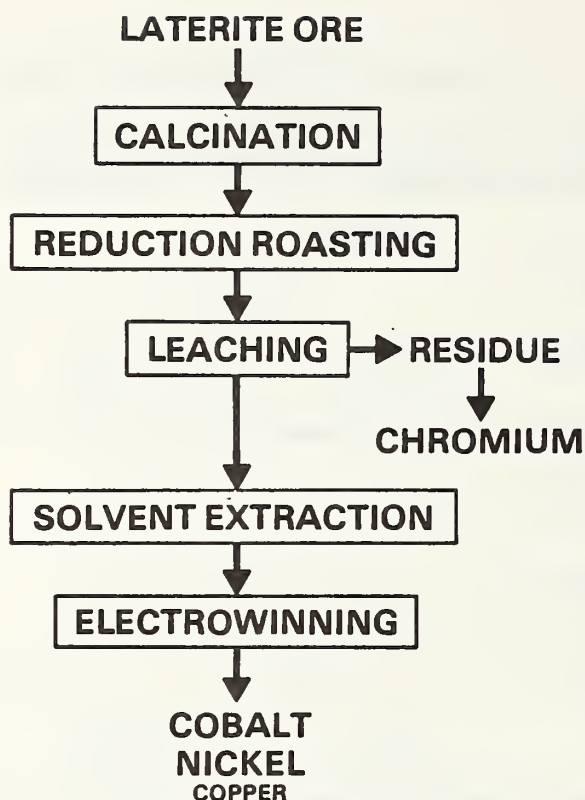 LATERITE ORE
CALCINATION
REDUCTION ROASTING
LEACHING
RESIDUE
CHROMIUM
SOLVENT EXTRACTION
ELECTROWINNING
COBALT
NICKEL
COPPER